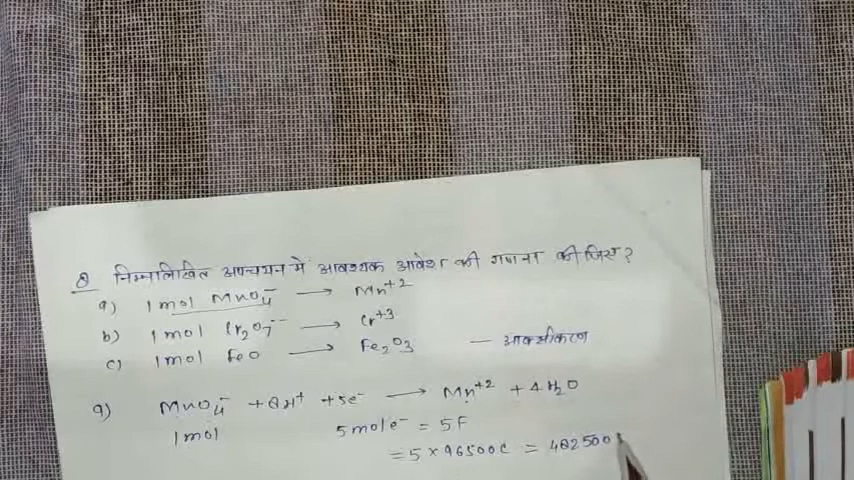 Q निम्नलिखित अपचयन में आवश्यक आवेश की गणना कीजिए?
a) 1 mol MnO₄⁻ ⟶ Mn⁺²
b) 1 mol Cr₂O₇⁻⁻ ⟶ Cr⁺³
c) 1 mol FeO ⟶ Fe₂O₃ — आक्सीकरण
a) MnO₄⁻ + 8H⁺ + 5e⁻ ⟶ Mn⁺² + 4H₂O
1 mol 5 mole⁻ = 5F
= 5 × 96500C = 482500